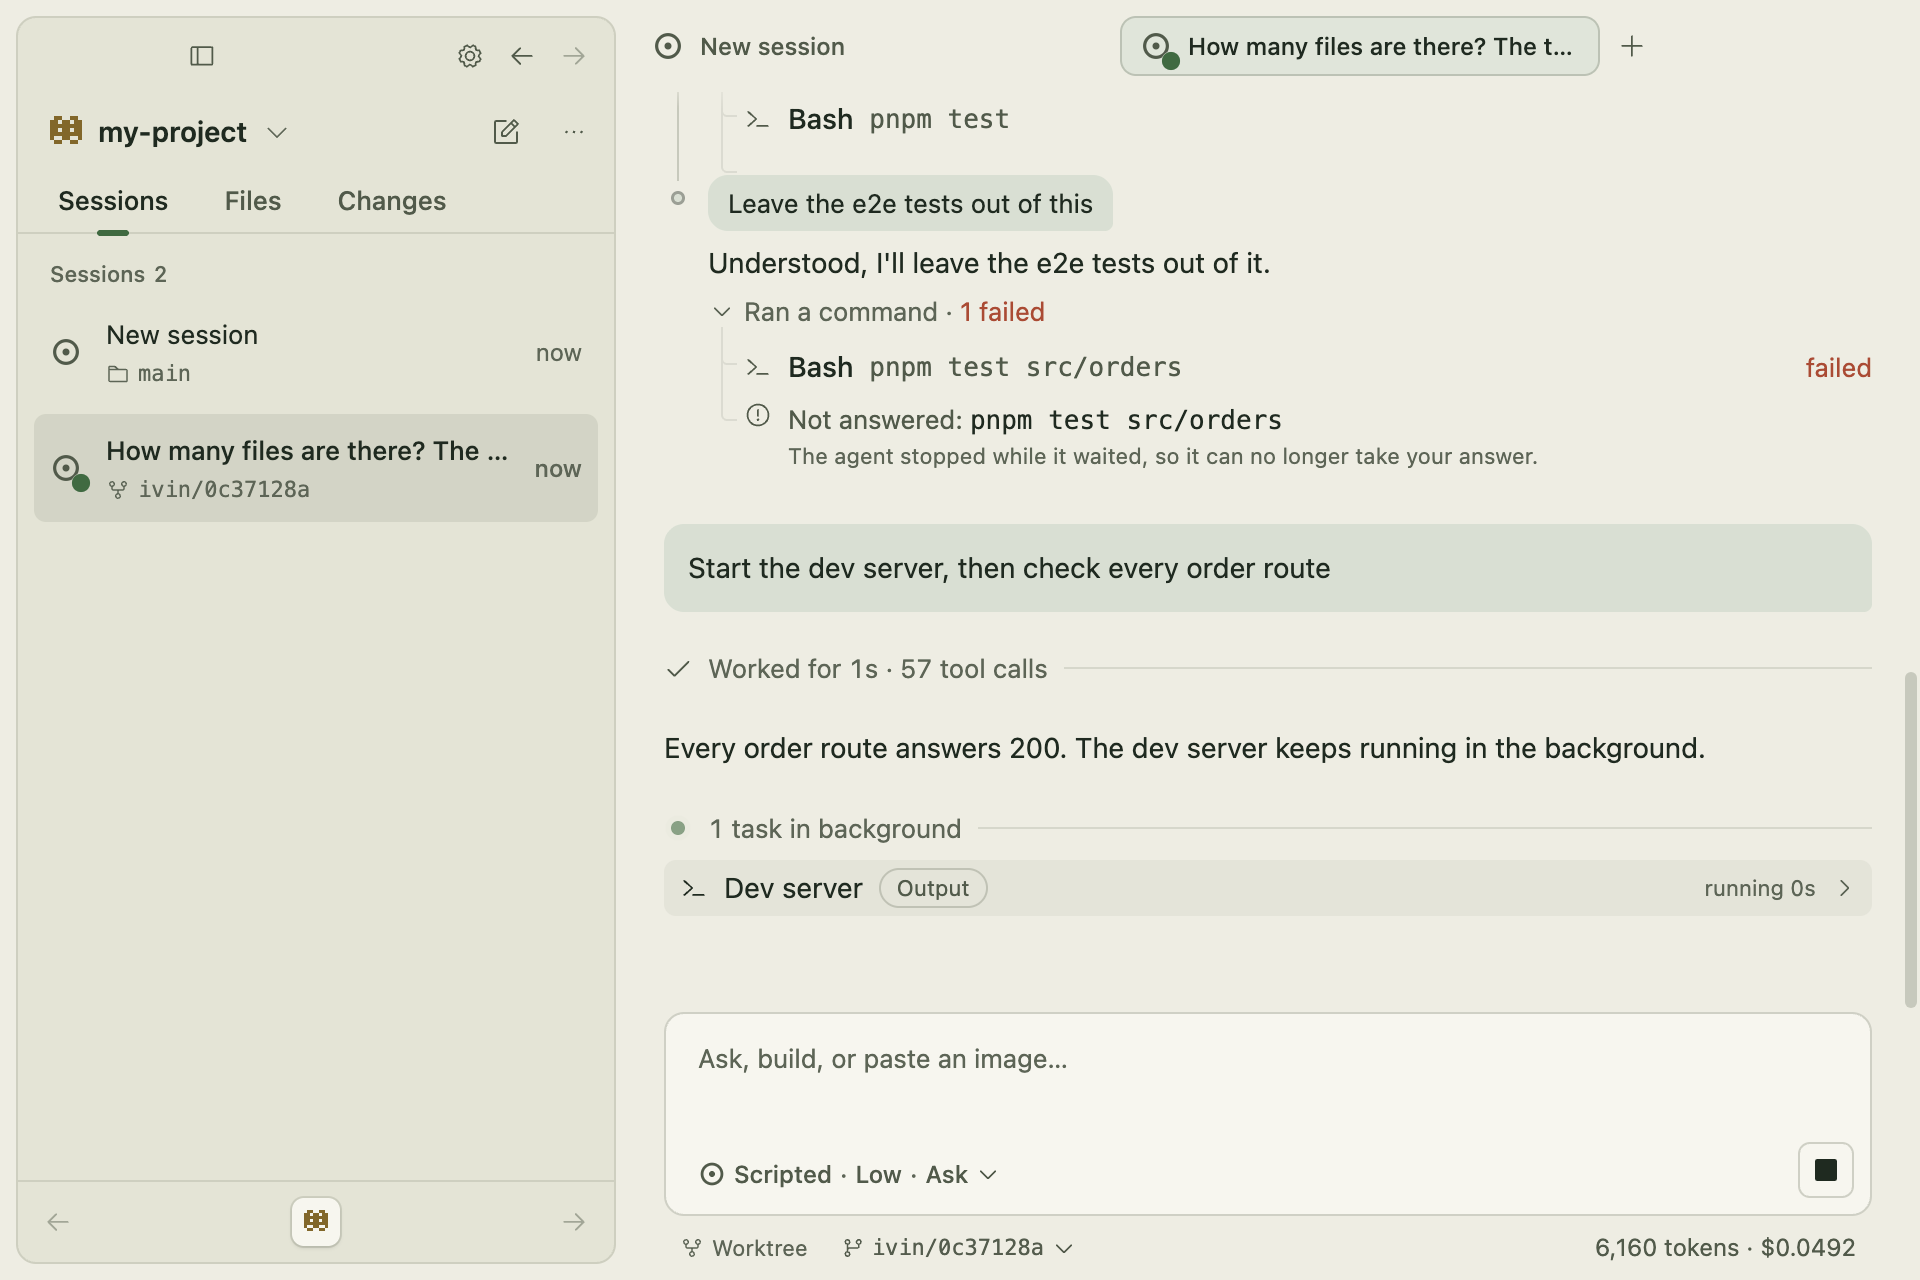 New session
How many files are there? The t...
my-project
Sessions
Files
Changes
Sessions 2
New session
now
main
How many files are there? The ...
now
ivin/0c37128a
Bash pnpm test
Leave the e2e tests out of this
Understood, I'll leave the e2e tests out of it.
Ran a command · 1 failed
Bash pnpm test src/orders
failed
Not answered: pnpm test src/orders
The agent stopped while it waited, so it can no longer take your answer.
Start the dev server, then check every order route
Worked for 1s · 57 tool calls
Every order route answers 200. The dev server keeps running in the background.
1 task in background
Dev server
Output
running 0s
Ask, build, or paste an image...
Scripted · Low · Ask
Worktree
ivin/0c37128a
6,160 tokens · $0.0492